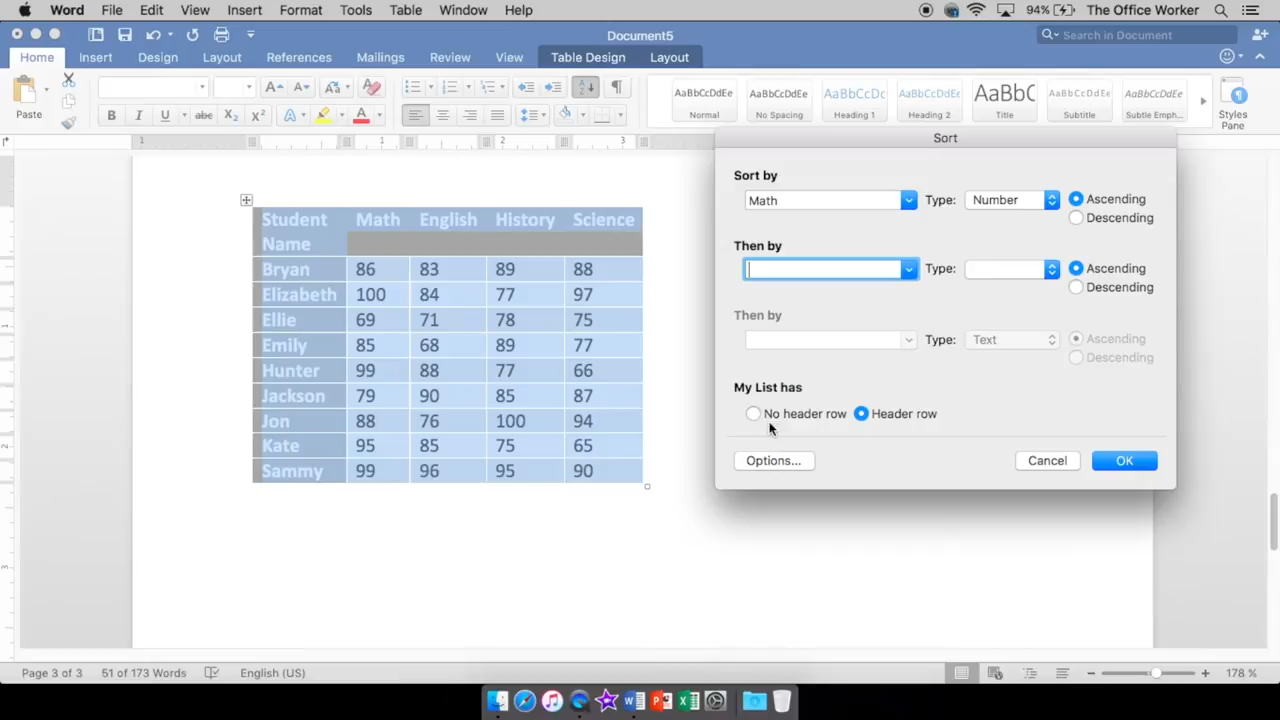 Word File Edit View Insert Format Tools Table Window Help 94% The Office Worker
Document5
Search in Document
Home Insert Design Layout References Mailings Review View Table Design Layout
Paste
B I U abc X2 X2 A A
AaBbCcDdEe AaBbCcDdEe AaBbCcDc AaBbCcDdEe AaBbC AaBbCcDdEe AaBbCcDdEe
Normal No Spacing Heading 1 Heading 2 Title Subtitle Subtle Emph...
Styles
Pane
1 1 2 3
Sort
Sort by
Math Type: Number Ascending
Descending
Then by
Type: Ascending
Descending
Then by
Type: Text Ascending
Descending
My List has
No header row Header row
Options... Cancel OK
Student Math English History Science
Name
Bryan 86 83 89 88
Elizabeth 100 84 77 97
Ellie 69 71 78 75
Emily 85 68 89 77
Hunter 99 88 77 66
Jackson 79 90 85 87
Jon 88 76 100 94
Kate 95 85 75 65
Sammy 99 96 95 90
Page 3 of 3 51 of 173 Words English (US) 178 %